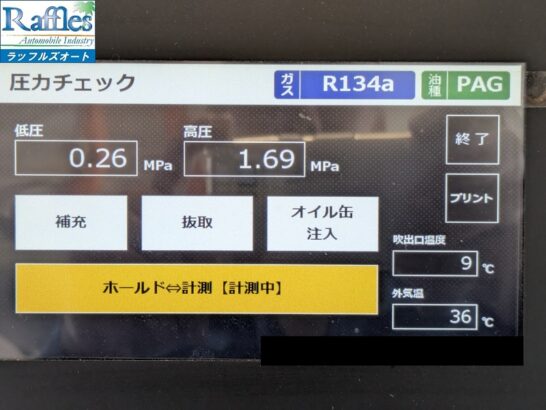 Raffles
Automobile Industry
ラッフルズオート
圧力チェック
ガス R134a
油種 PAG
低圧 高圧
0.26 MPa 1.69 MPa
終了
プリント
補充 抜取 オイル缶
注入
吹出口温度
9 ℃
ホールド⇔計測【計測中】
外気温
36 ℃